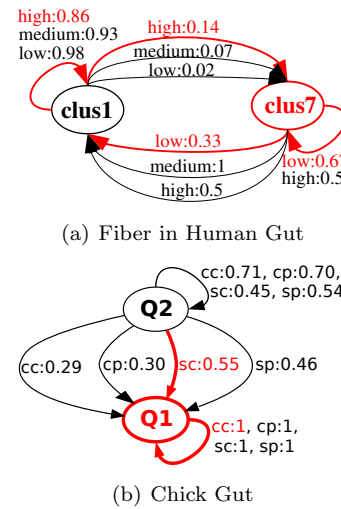 high:0.86
medium:0.93
low:0.98
high:0.14
medium:0.07
low:0.02
clus1
clus7
low:0.33
medium:1
high:0.5
low:0.67
high:0.5
(a) Fiber in Human Gut
cc:0.71, cp:0.70,
sc:0.45, sp:0.54
Q2
cc:0.29
cp:0.30
sc:0.55
sp:0.46
Q1
cc:1, cp:1,
sc:1, sp:1
(b) Chick Gut